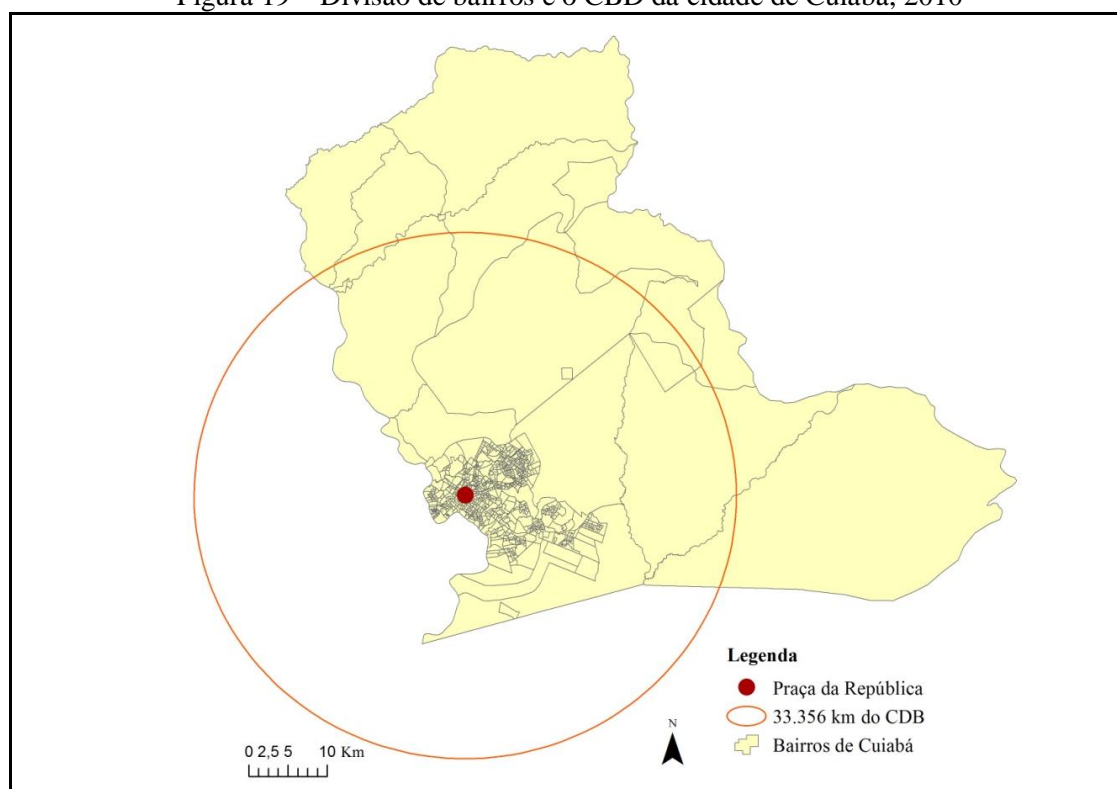 Figura 19 – Divisão de bairros e o CBD da cidade de Cuiabá, 2010
Legenda
Praça da República
33.356 km do CDB
Bairros de Cuiabá
N
0 2,5 5 10 Km